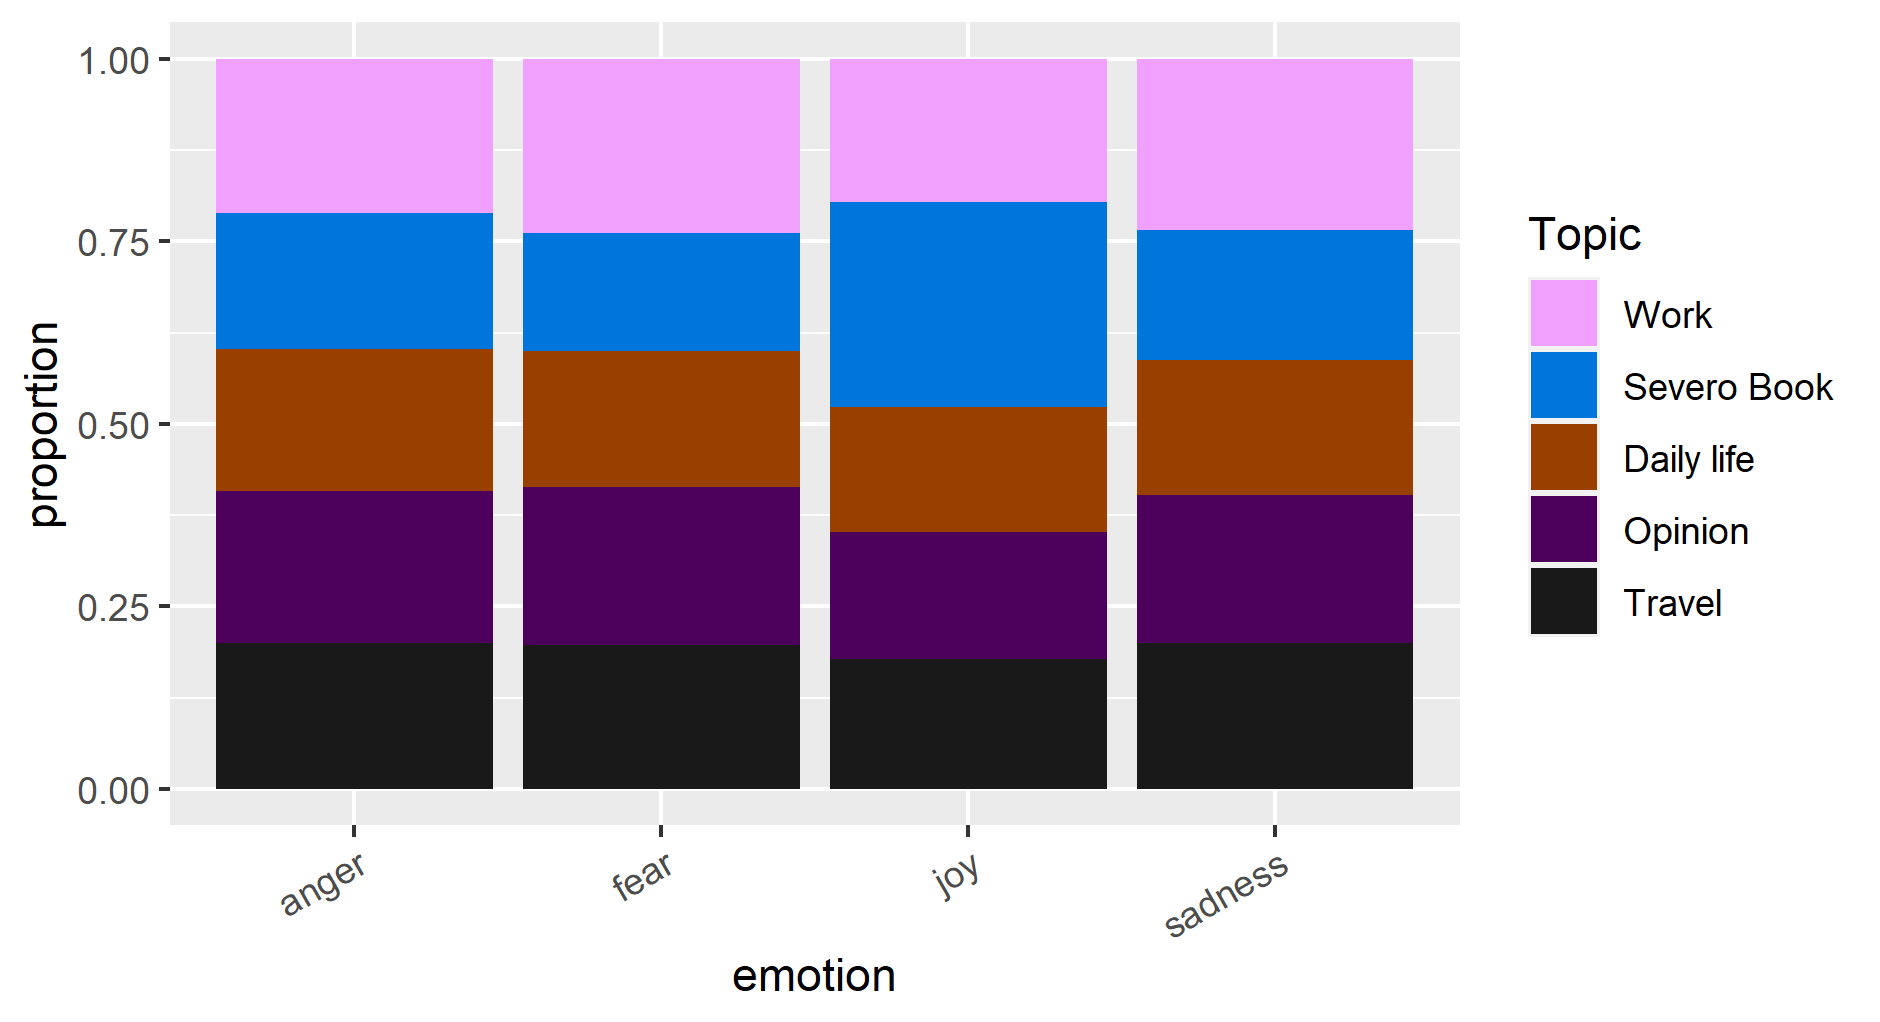 1.00
0.75
0.50
0.25
0.00
proportion
anger
fear
joy
sadness
emotion
Topic
Work
Severo Book
Daily life
Opinion
Travel